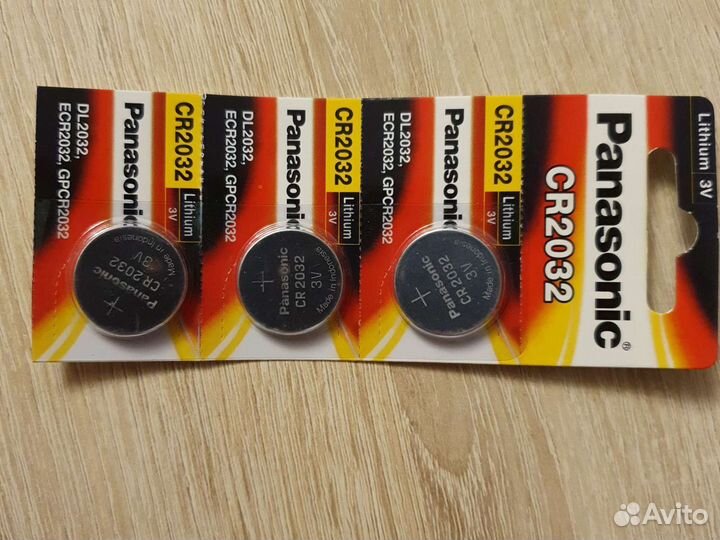 Lithium 3V
Panasonic®
CR2032
CR2032 Lithium 3V
Panasonic
DL2032,
ECR2032, GPCR2032
Made in Indonesia
3V
CR 2032
Panasonic
+
CR2032 Lithium 3V
Panasonic
DL2032,
ECR2032, GPCR2032
+
Panasonic
CR 2032
3V
Made in Indonesia
CR2032 Lithium 3V
Panasonic
DL2032,
ECR2032, GPCR2032
Made in Indonesia
3V
CR 2032
Panasonic
+
Avito